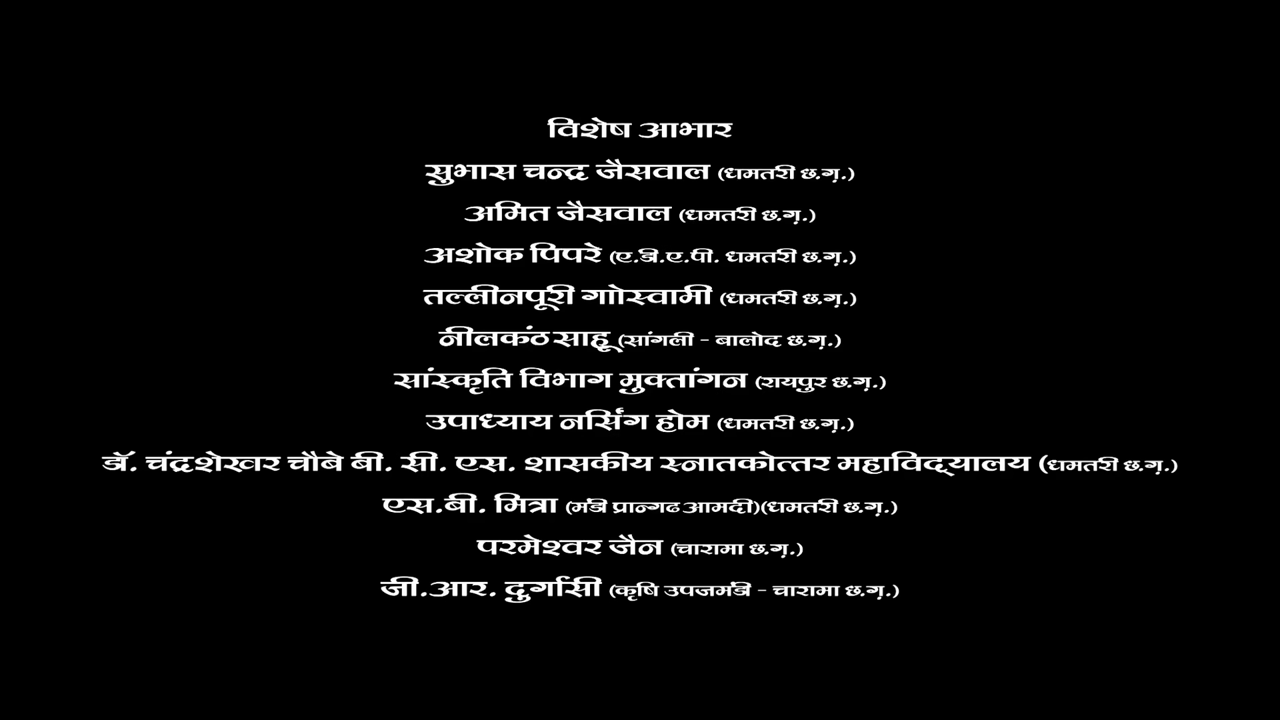 विशेष आभार
सुभास चन्द्र जैसवाल (धमतरी छ.ग.)
अमित जैसवाल (धमतरी छ.ग.)
अशोक पिपरे (ए.डी.ए.पी. धमतरी छ.ग.)
तल्लीनपूरी गाोस्वामी (धमतरी छ.ग.)
नीलकंठ साहू (सांगली - बालोद छ.ग.)
सांस्कृति विभाग मुक्तांगन (रायपुर छ.ग.)
उपाध्याय नर्सिंग होम (धमतरी छ.ग.)
डॉ. चंद्रशेखर चौबे बी. सी. एस. शासकीय स्नातकोत्तर महाविद्यालय (धमतरी छ.ग.)
एस.बी. मित्रा (मंडी प्रान्गढ आमदी)(धमतरी छ.ग.)
परमेश्वर जैन (चारामा छ.ग.)
जी.आर. दुर्गासी (कृषि उपजमंडी - चारामा छ.ग.)